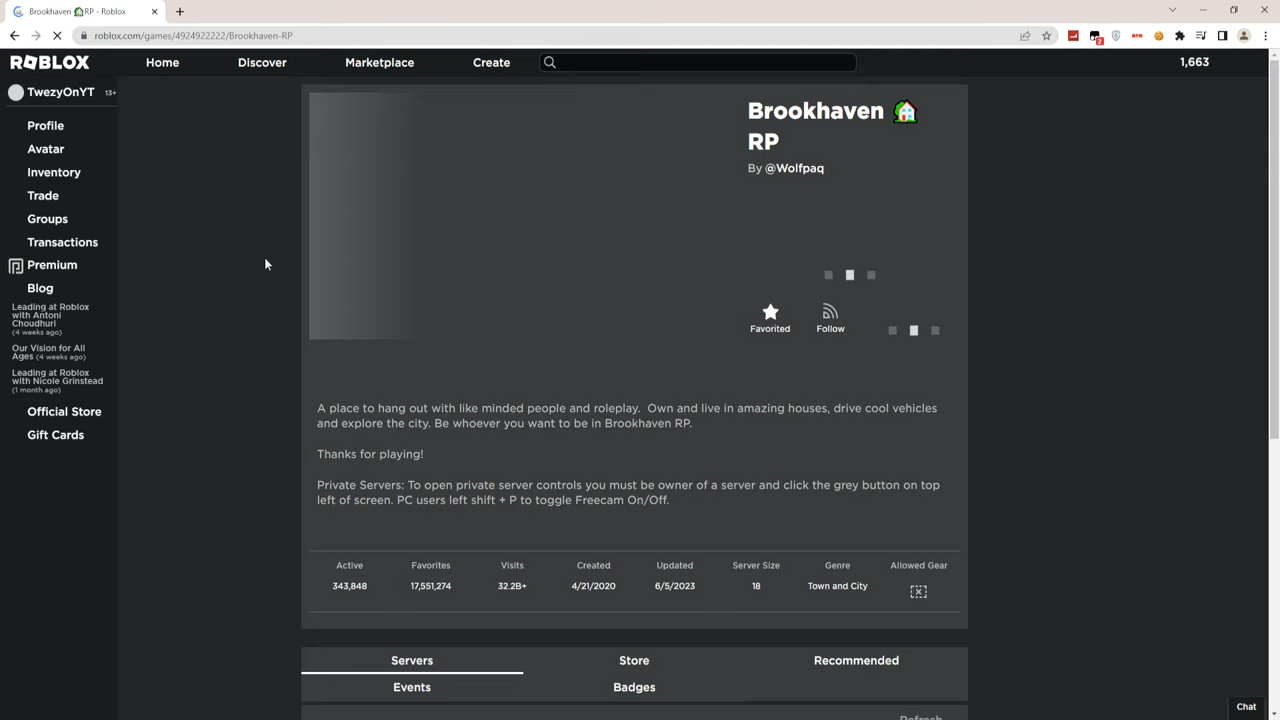 Brookhaven 🏡RP - Roblox
roblox.com/games/4924922222/Brookhaven-RP
2
ROBLOX
Home
Discover
Marketplace
Create
1,663
TwezyOnYT 13+
Profile
Avatar
Inventory
Trade
Groups
Transactions
Premium
Blog
Leading at Roblox
with Antoni
Choudhuri
(4 weeks ago)
Our Vision for All
Ages (4 weeks ago)
Leading at Roblox
with Nicole Grinstead
(1 month ago)
Official Store
Gift Cards
Brookhaven 🏡
RP
By @Wolfpaq
Favorited
Follow
A place to hang out with like minded people and roleplay. Own and live in amazing houses, drive cool vehicles
and explore the city. Be whoever you want to be in Brookhaven RP.
Thanks for playing!
Private Servers: To open private server controls you must be owner of a server and click the grey button on top
left of screen. PC users left shift + P to toggle Freecam On/Off.
Active Favorites Visits Created Updated Server Size Genre Allowed Gear
343,848 17,551,274 32.2B+ 4/21/2020 6/5/2023 18 Town and City
Servers Store Recommended
Events Badges
Refresh
Chat